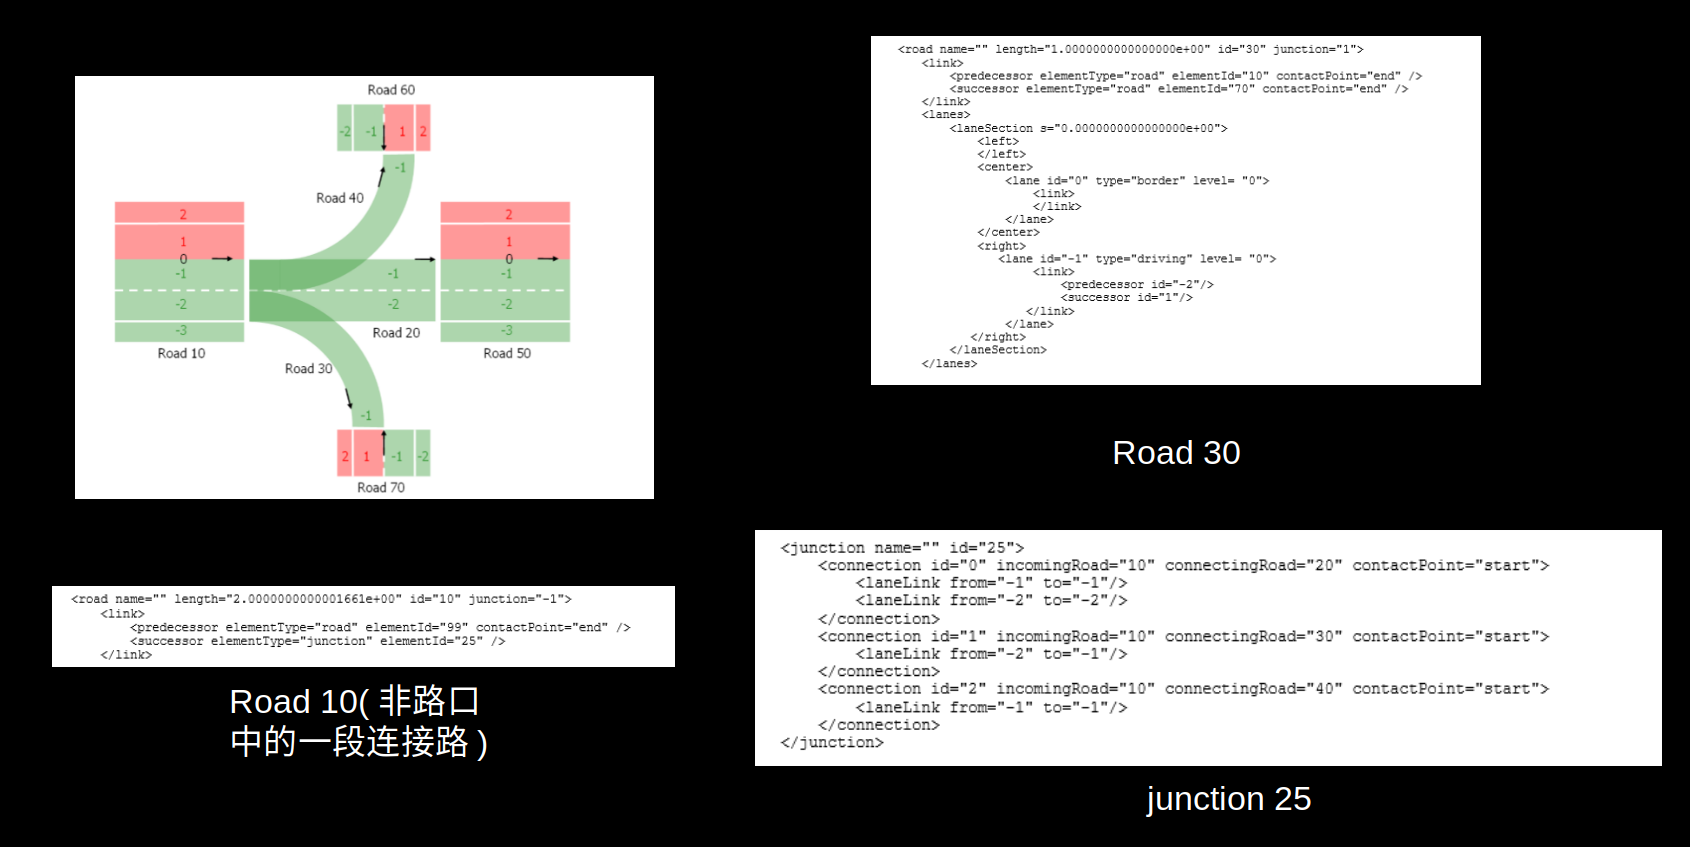 Road 60
-2 -1 1 2
-1
Road 40
2
1
0
-1
-2
-3
Road 10
-1
-2
Road 20
2
1
0
-1
-2
-3
Road 50
Road 30
-1
2 1 -1 -2
Road 70
<road name="" length="1.0000000000000000e+00" id="30" junction="1">
<link>
<predecessor elementType="road" elementId="10" contactPoint="end" />
<successor elementType="road" elementId="70" contactPoint="end" />
</link>
<lanes>
<laneSection s="0.0000000000000000e+00">
<left>
</left>
<center>
<lane id="0" type="border" level= "0">
<link>
</link>
</lane>
</center>
<right>
<lane id="-1" type="driving" level= "0">
<link>
<predecessor id="-2"/>
<successor id="1"/>
</link>
</lane>
</right>
</laneSection>
</lanes>
Road 30
<road name="" length="2.0000000000001661e+00" id="10" junction="-1">
<link>
<predecessor elementType="road" elementId="99" contactPoint="end" />
<successor elementType="junction" elementId="25" />
</link>
Road 10( 非路口
中的一段连接路 )
<junction name="" id="25">
<connection id="0" incomingRoad="10" connectingRoad="20" contactPoint="start">
<laneLink from="-1" to="-1"/>
<laneLink from="-2" to="-2"/>
</connection>
<connection id="1" incomingRoad="10" connectingRoad="30" contactPoint="start">
<laneLink from="-2" to="-1"/>
</connection>
<connection id="2" incomingRoad="10" connectingRoad="40" contactPoint="start">
<laneLink from="-1" to="-1"/>
</connection>
</junction>
junction 25